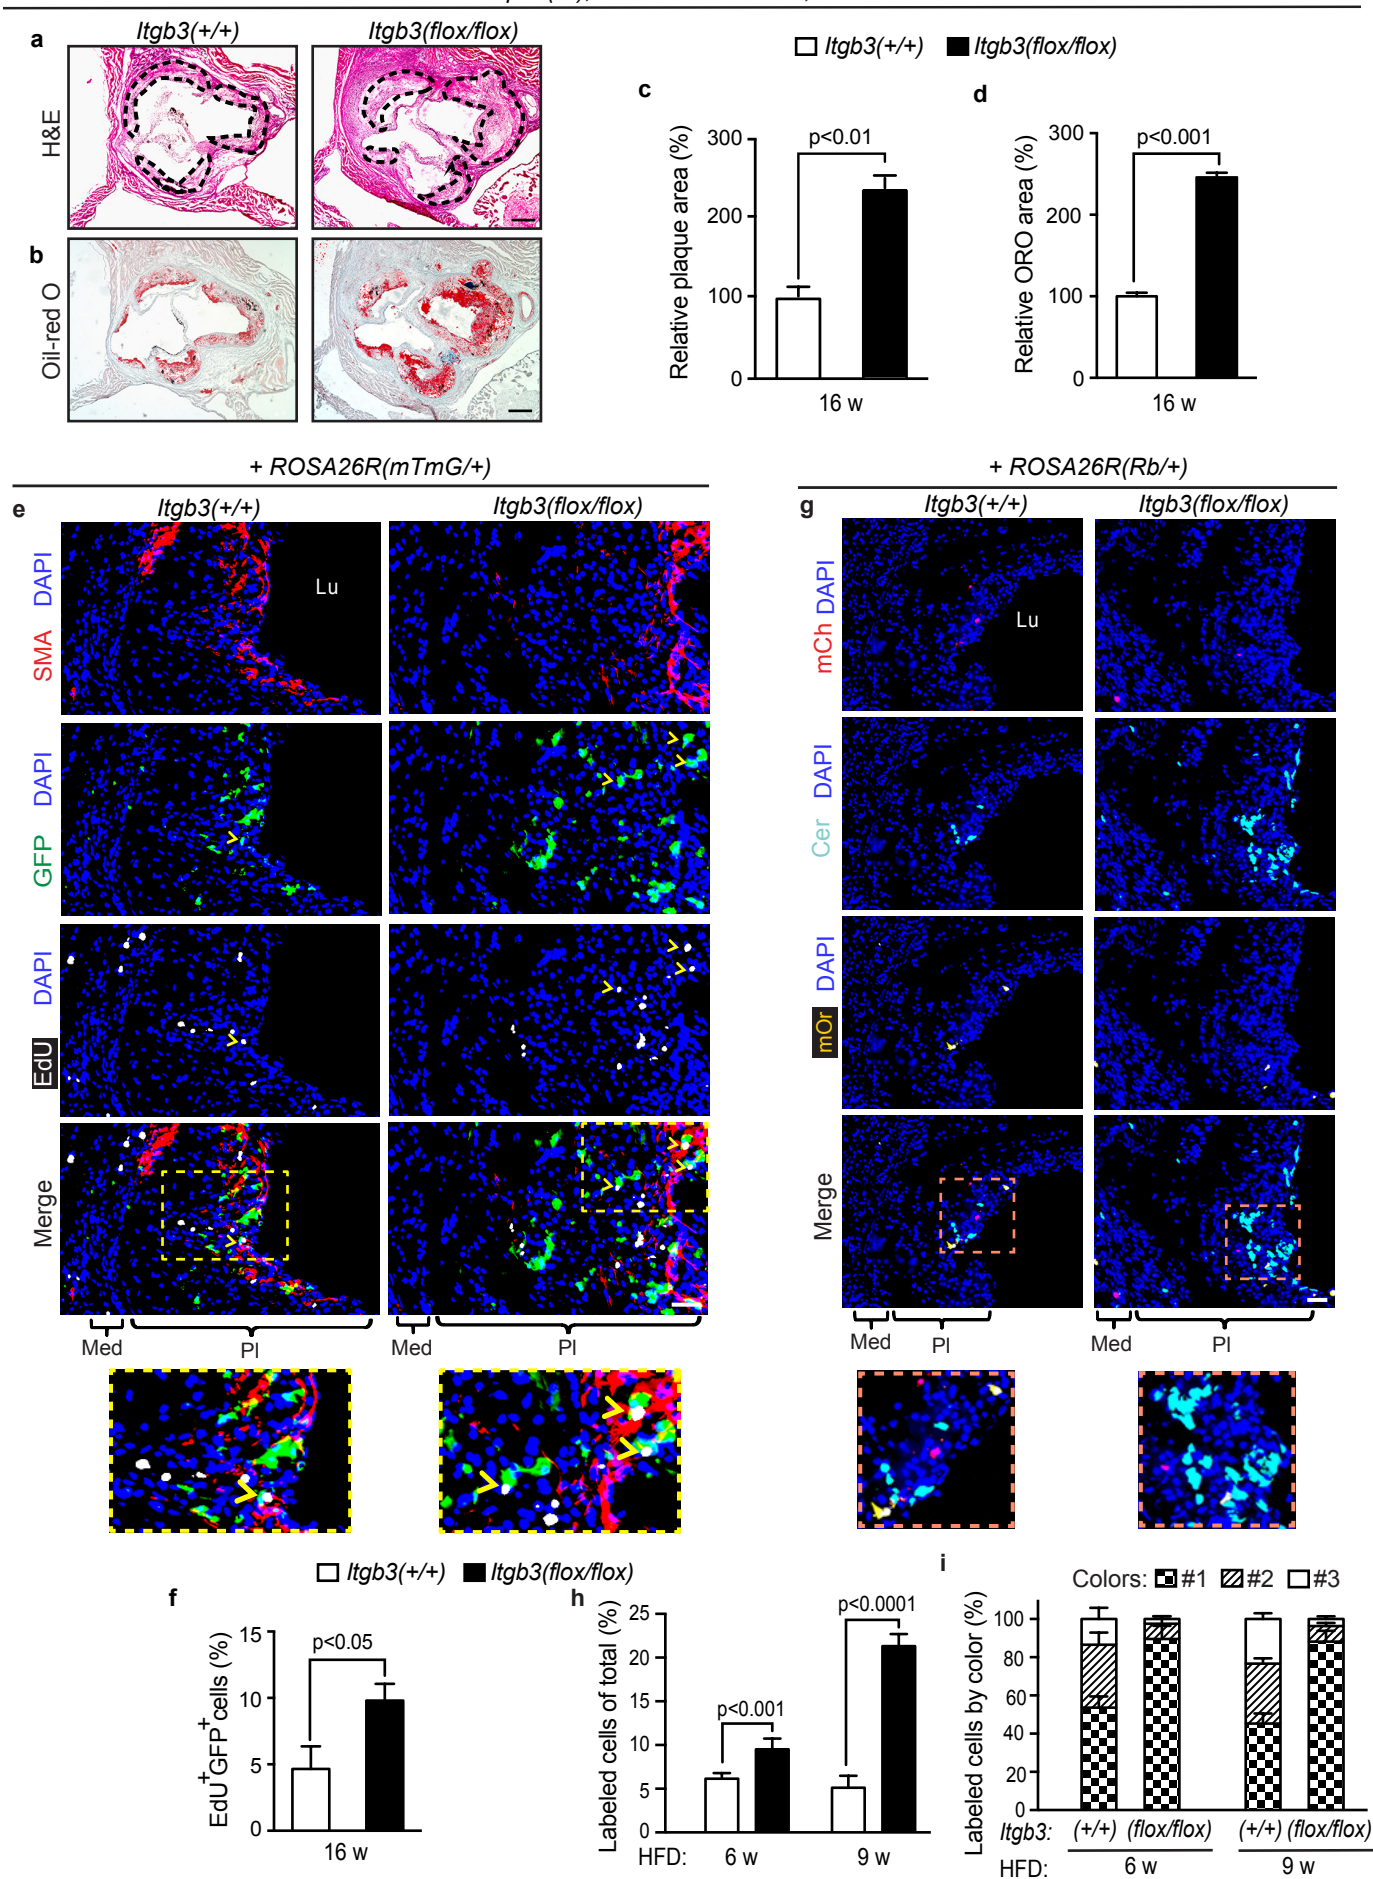 a
Itgb3(+/+)
Itgb3(flox/flox)
H&E
b
Oil-red O
Itgb3(+/+) Itgb3(flox/flox)
c
Relative plaque area (%)
300
200
100
0
p<0.01
16 w
d
Relative ORO area (%)
300
200
100
0
p<0.001
16 w
+ ROSA26R(mTmG/+)
e
Itgb3(+/+)
Itgb3(flox/flox)
SMA DAPI
Lu
GFP DAPI
EdU DAPI
Merge
Med
Pl
Med
Pl
+ ROSA26R(Rb/+)
g
Itgb3(+/+)
Itgb3(flox/flox)
mCh DAPI
Lu
Cer DAPI
mOr DAPI
Merge
Med
Pl
Med
Pl
Itgb3(+/+) Itgb3(flox/flox)
f
EdU+GFP+cells (%)
15
10
5
0
p<0.05
16 w
h
Labeled cells of total (%)
25
20
15
10
5
0
p<0.001
p<0.0001
HFD: 6 w 9 w
i
Colors: #1 #2 #3
Labeled cells by color (%)
100
80
60
40
20
0
Itgb3: (+/+) (flox/flox) (+/+) (flox/flox)
HFD: 6 w 9 w